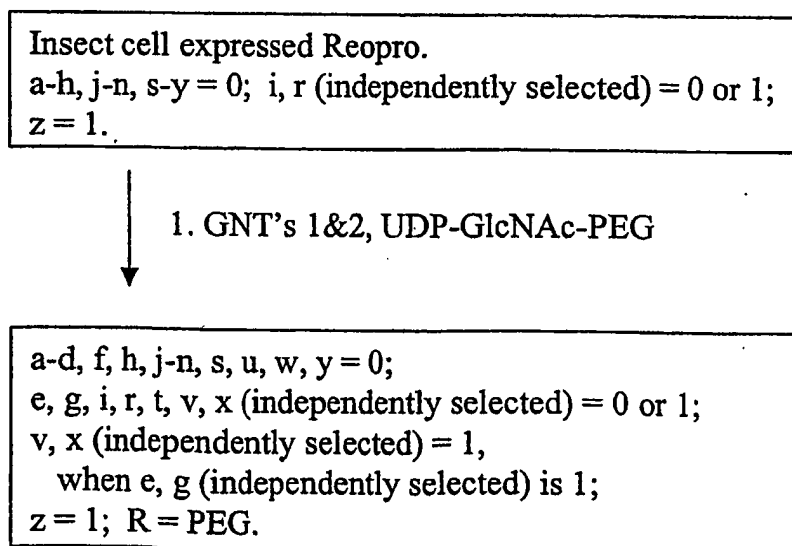 Insect cell expressed Reopro.
a-h, j-n, s-y = 0; i, r (independently selected) = 0 or 1;
z = 1.
1. GNT's 1&2, UDP-GlcNAc-PEG
a-d, f, h, j-n, s, u, w, y = 0;
e, g, i, r, t, v, x (independently selected) = 0 or 1;
v, x (independently selected) = 1,
when e, g (independently selected) is 1;
z = 1; R = PEG.